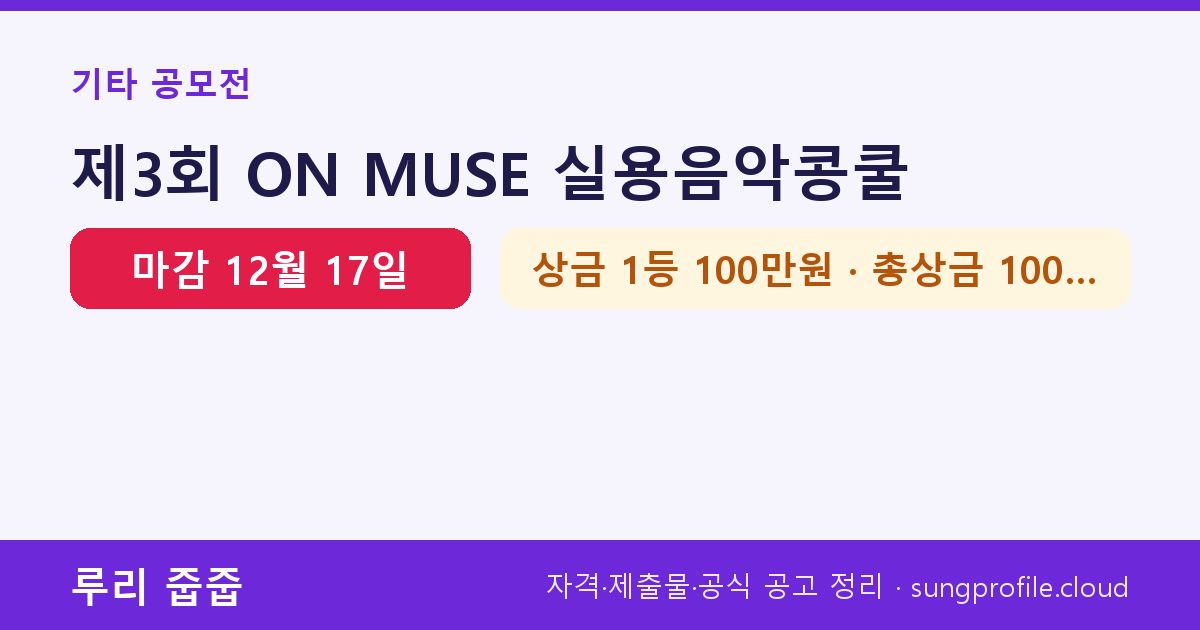 기타 공모전
제3회 ON MUSE 실용음악콩쿨
마감 12월 17일
상금 1등 100만원 · 총상금 100...
루리 줍줍
자격·제출물·공식 공고 정리 · sungprofile.cloud